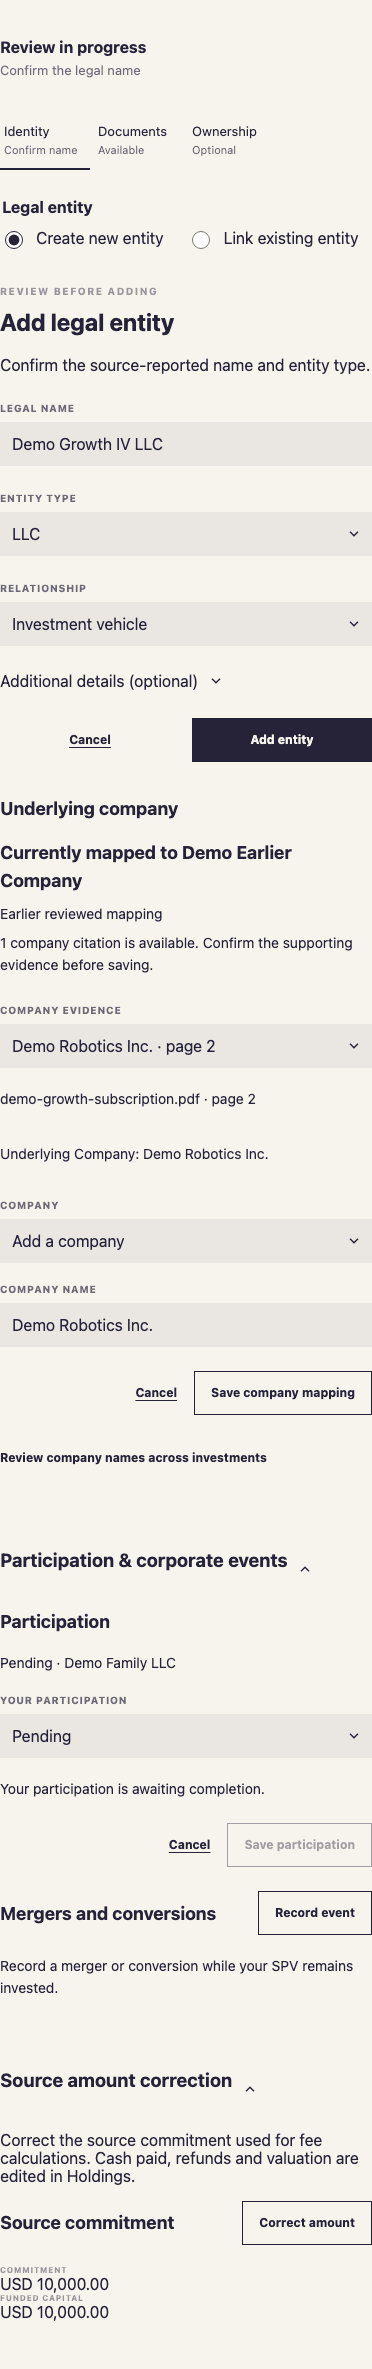 Review in progress
Confirm the legal name
Identity Documents Ownership
Confirm name Available Optional
Legal entity
Create new entity Link existing entity
REVIEW BEFORE ADDING
Add legal entity
Confirm the source-reported name and entity type.
LEGAL NAME
Demo Growth IV LLC
ENTITY TYPE
LLC
RELATIONSHIP
Investment vehicle
Additional details (optional)
Cancel Add entity
Underlying company
Currently mapped to Demo Earlier
Company
Earlier reviewed mapping
1 company citation is available. Confirm the supporting
evidence before saving.
COMPANY EVIDENCE
Demo Robotics Inc. · page 2
demo-growth-subscription.pdf · page 2
Underlying Company: Demo Robotics Inc.
COMPANY
Add a company
COMPANY NAME
Demo Robotics Inc.
Cancel Save company mapping
Review company names across investments
Participation & corporate events
Participation
Pending · Demo Family LLC
YOUR PARTICIPATION
Pending
Your participation is awaiting completion.
Cancel Save participation
Mergers and conversions Record event
Record a merger or conversion while your SPV remains
invested.
Source amount correction
Correct the source commitment used for fee
calculations. Cash paid, refunds and valuation are
edited in Holdings.
Source commitment Correct amount
COMMITMENT
USD 10,000.00
FUNDED CAPITAL
USD 10,000.00